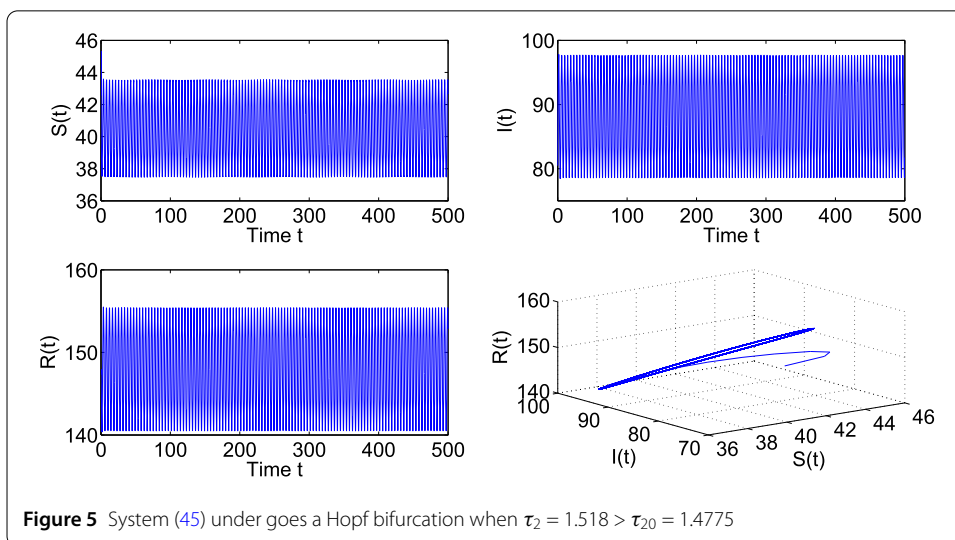 46
44
42
40
38
36
S(t)
0 100 200 300 400 500
Time t
100
90
80
I(t)
0 100 200 300 400 500
Time t
160
150
140
R(t)
0 100 200 300 400 500
Time t
160
150
140
R(t)
100
90
80
70
I(t)
36
38
40
42
44
46
S(t)
Figure 5 System (45) under goes a Hopf bifurcation when τ₂ = 1.518 > τ₂₀ = 1.4775